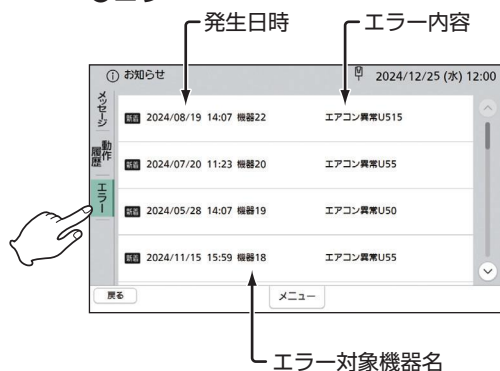 ●エラー
発生日時
エラー内容
お知らせ
2024/12/25 (水) 12:00
メッセージ
動作履歴
エラー
新着 2024/08/19 14:07 機器22 エアコン異常U515
新着 2024/07/20 11:23 機器20 エアコン異常U55
新着 2024/05/28 14:07 機器19 エアコン異常U50
新着 2024/11/15 15:59 機器18 エアコン異常U55
戻る
メニュー
エラー対象機器名